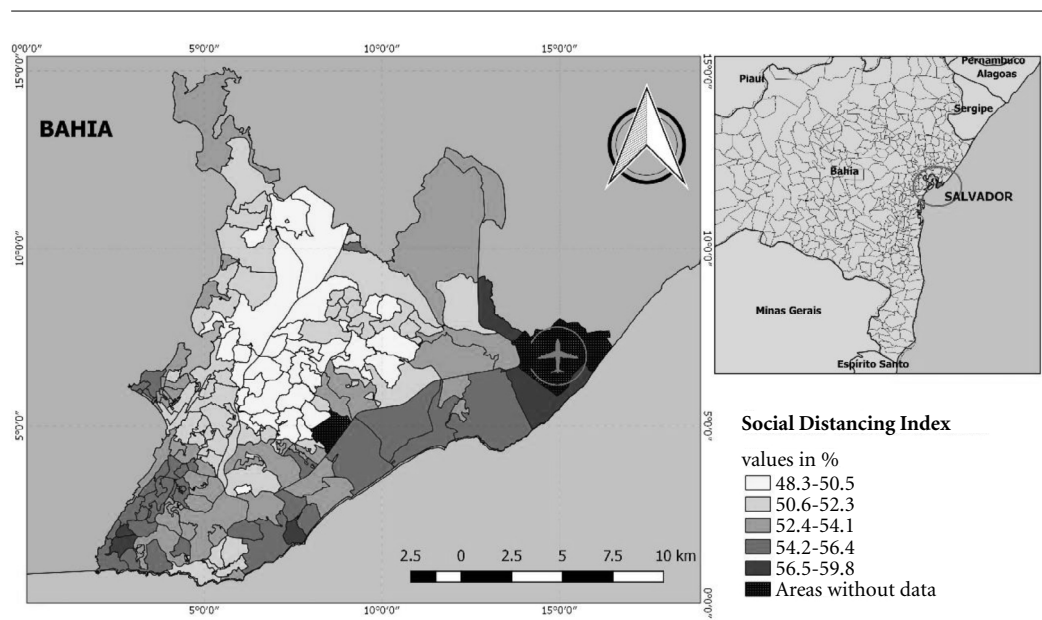 0°0'0" 5°0'0" 10°0'0" 15°0'0"
15°0'0"
15°0'0"
BAHIA
10°0'0"
10°0'0"
5°0'0"
5°0'0"
0°0'0"
2.5 0 2.5 5 7.5 10 km
5°0'0" 10°0'0" 15°0'0"
Pernambuco
Piauí
Alagoas
Sergipe
Bahia
SALVADOR
Minas Gerais
Espírito Santo
Social Distancing Index
values in %
48.3-50.5
50.6-52.3
52.4-54.1
54.2-56.4
56.5-59.8
Areas without data